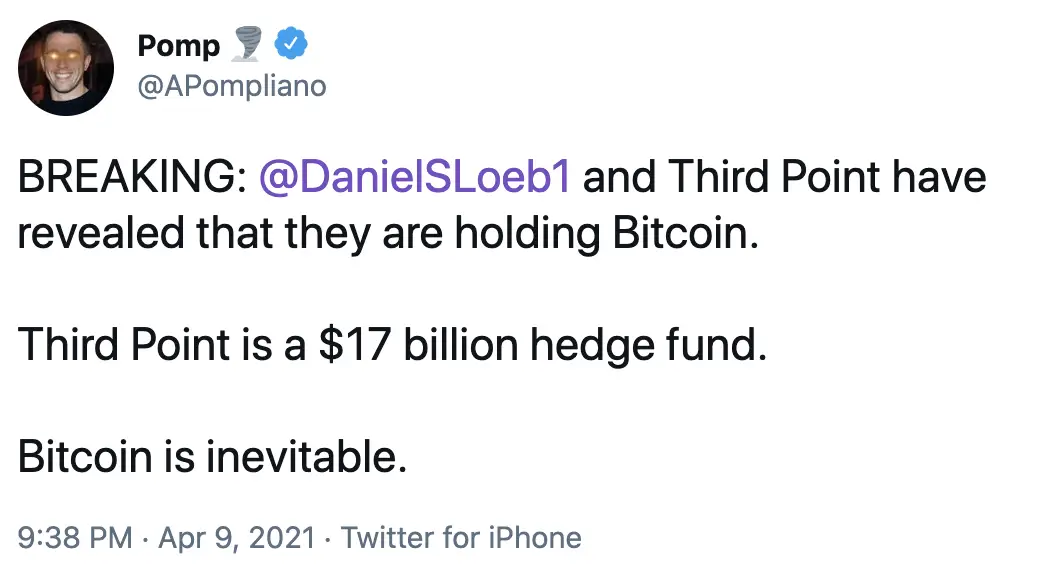 Pomp 🌪️
@APompliano
BREAKING: @DanielSLoeb1 and Third Point have
revealed that they are holding Bitcoin.
Third Point is a $17 billion hedge fund.
Bitcoin is inevitable.
9:38 PM · Apr 9, 2021 · Twitter for iPhone